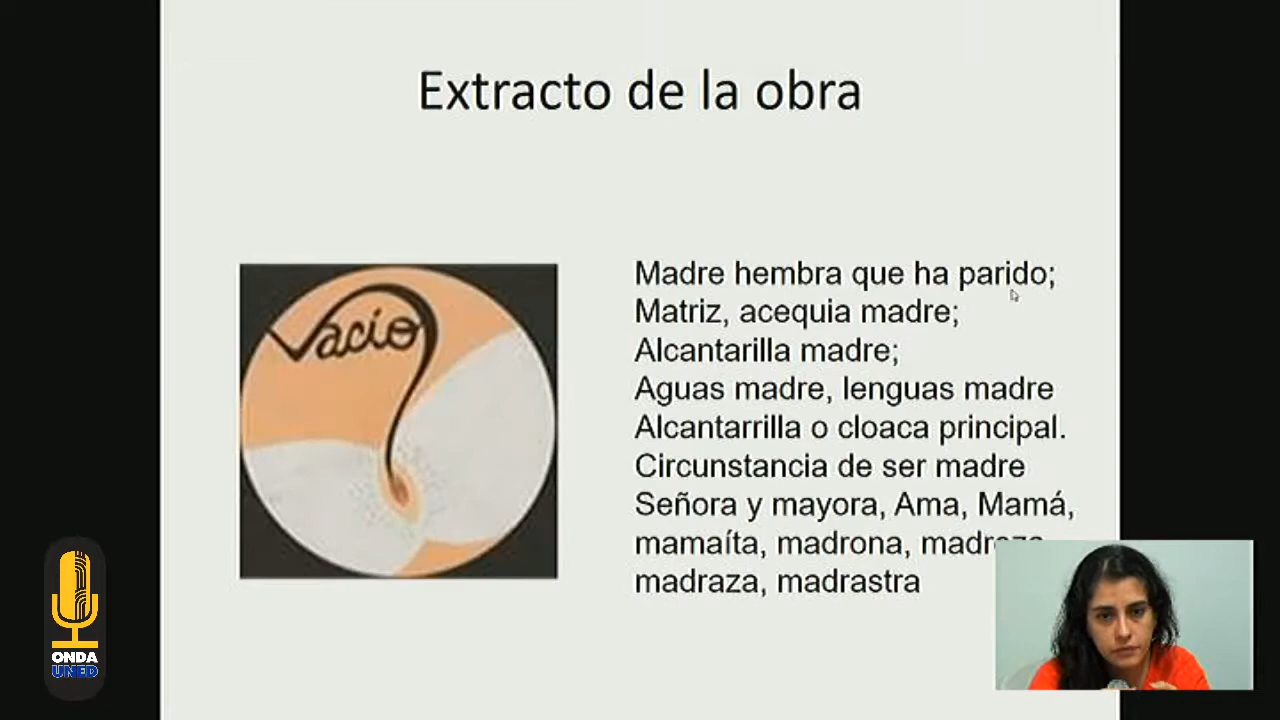 Extracto de la obra
Vacio
Madre hembra que ha parido;
Matriz, acequia madre;
Alcantarilla madre;
Aguas madre, lenguas madre
Alcantarrilla o cloaca principal.
Circunstancia de ser madre
Señora y mayora, Ama, Mamá,
mamaíta, madrona,
madraza, madrastra
ONDA
UNED